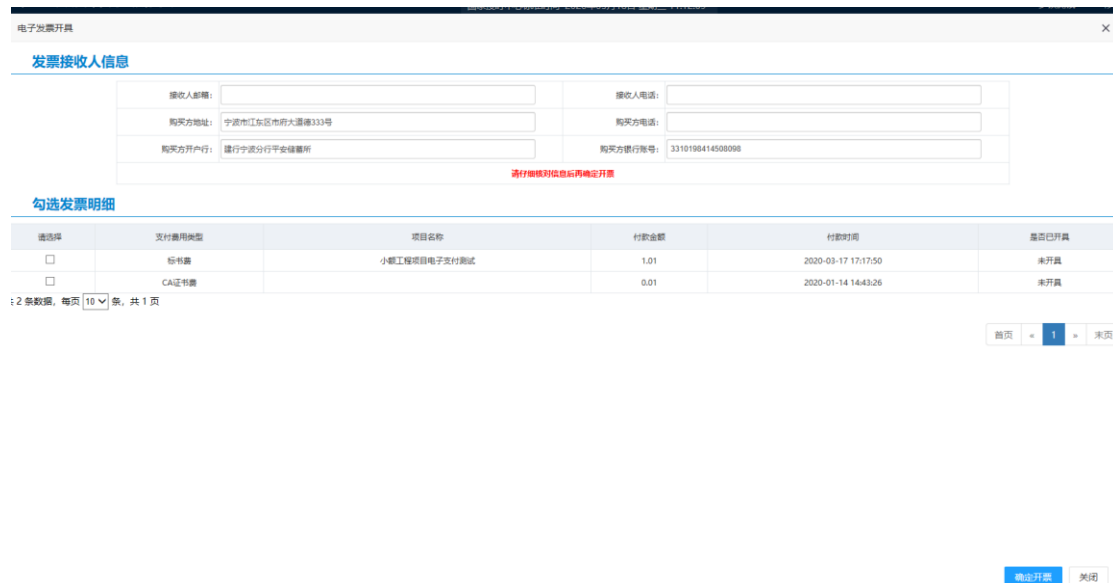 电子发票开具 ×
发票接收人信息
接收人邮箱： 接收人电话：
购买方地址： 宁波市江东区市府大道德333号 购买方电话：
购买方开户行： 建行宁波分行平安储蓄所 购买方银行账号： 3310198414508098
请仔细核对信息后再确定开票
勾选发票明细
请选择 支付费用类型 项目名称 付款金额 付款时间 是否已开具
标书费 小额工程项目电子支付测试 1.01 2020-03-17 17:17:50 未开具
CA证书费 0.01 2020-01-14 14:43:26 未开具
2 条数据，每页 10 条，共 1 页
首页 « 1 » 末页
确定开票 关闭